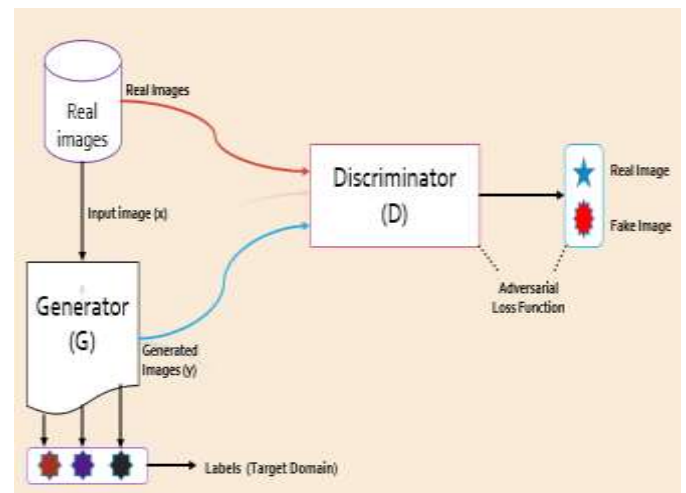 Real Images
Real
images
Input image (x)
Discriminator
(D)
Real Image
Fake Image
Adversarial
Loss Function
Generator
(G)
Generated
Images (y)
Labels (Target Domain)